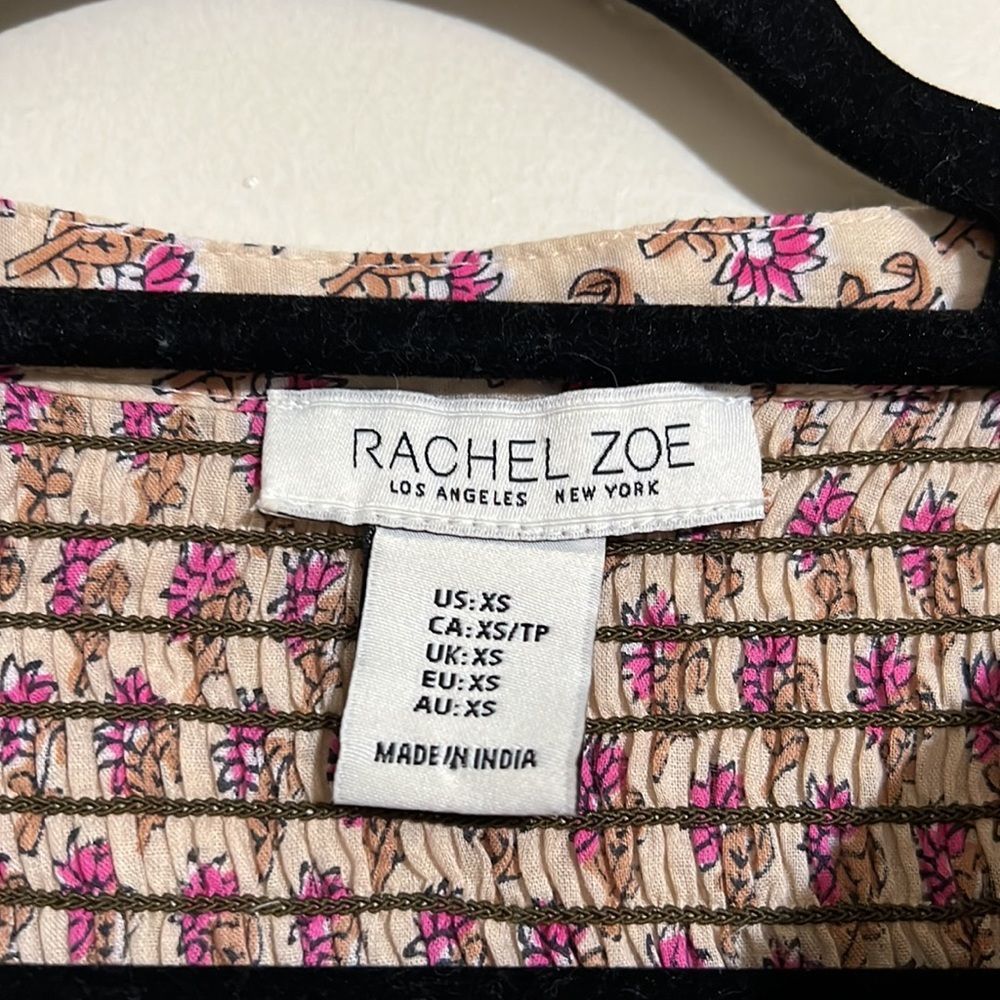 RACHEL ZOE
LOS ANGELES NEW YORK
US: XS
CA: XS/TP
UK: XS
EU: XS
AU: XS
MADE IN INDIA